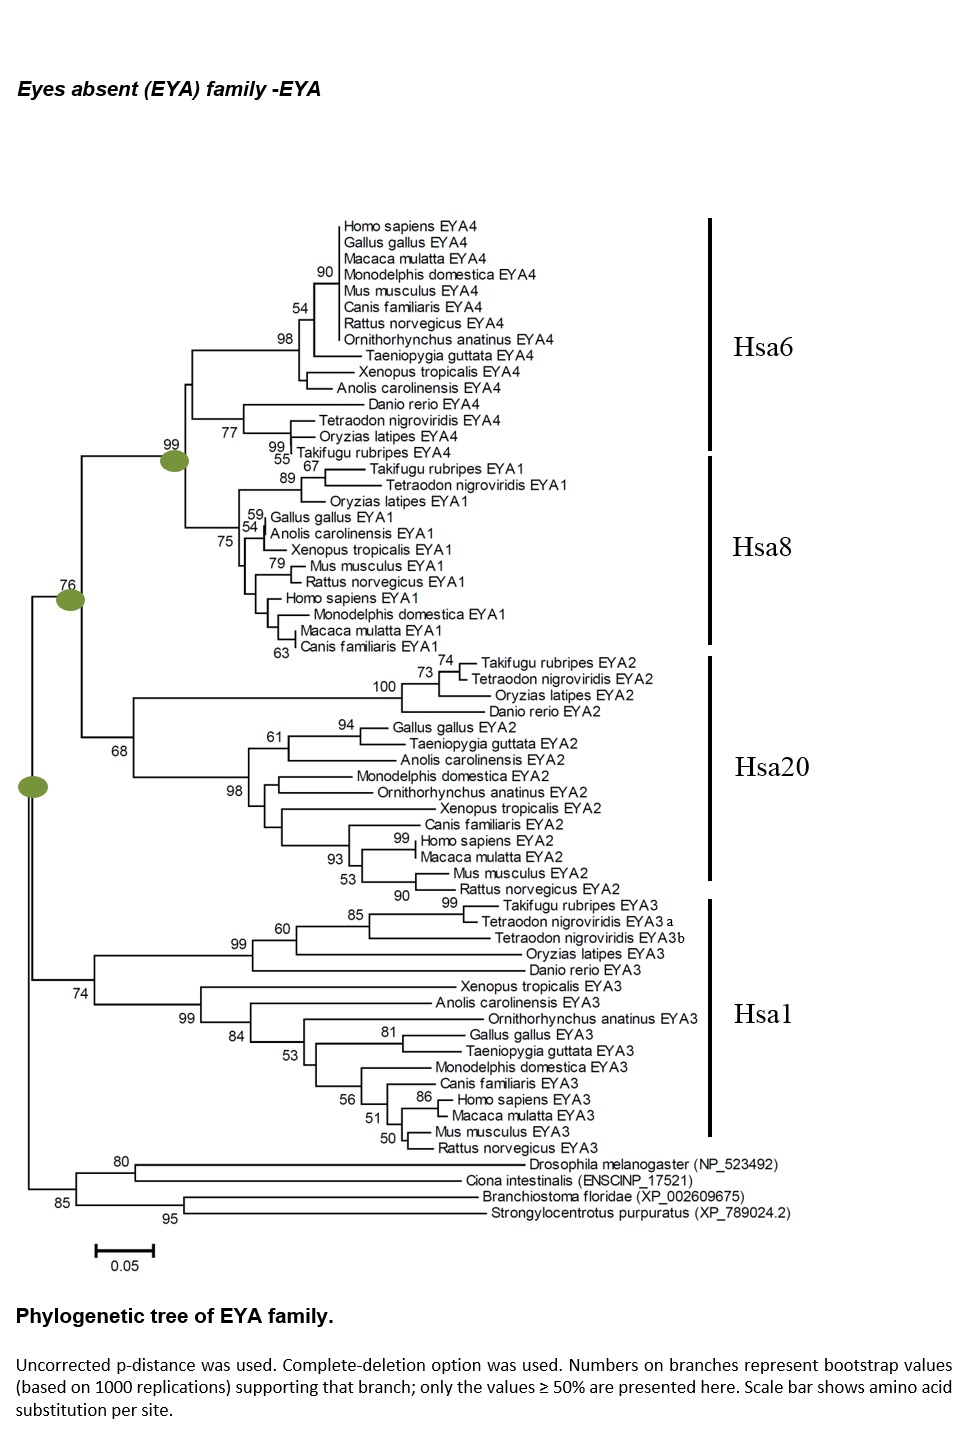 Eyes absent (EYA) family -EYA
Homo sapiens EYA4
Gallus gallus EYA4
Macaca mulatta EYA4
90
Monodelphis domestica EYA4
Mus musculus EYA4
54
Canis familiaris EYA4
Rattus norvegicus EYA4
98
Ornithorhynchus anatinus EYA4
Hsa6
Taeniopygia guttata EYA4
Xenopus tropicalis EYA4
Anolis carolinensis EYA4
Danio rerio EYA4
Tetraodon nigroviridis EYA4
77
Oryzias latipes EYA4
99
99
Takifugu rubripes EYA4
55
67
Takifugu rubripes EYA1
89
Tetraodon nigroviridis EYA1
Oryzias latipes EYA1
59
Gallus gallus EYA1
54
Anolis carolinensis EYA1
75
Xenopus tropicalis EYA1
Hsa8
79
Mus musculus EYA1
Rattus norvegicus EYA1
76
Homo sapiens EYA1
Monodelphis domestica EYA1
Macaca mulatta EYA1
Canis familiaris EYA1
63
74
Takifugu rubripes EYA2
73
Tetraodon nigroviridis EYA2
100
Oryzias latipes EYA2
Danio rerio EYA2
94
Gallus gallus EYA2
61
Taeniopygia guttata EYA2
68
Anolis carolinensis EYA2
Hsa20
Monodelphis domestica EYA2
98
Ornithorhynchus anatinus EYA2
Xenopus tropicalis EYA2
Canis familiaris EYA2
99
Homo sapiens EYA2
93
Macaca mulatta EYA2
53
Mus musculus EYA2
90
Rattus norvegicus EYA2
99
Takifugu rubripes EYA3
85
Tetraodon nigroviridis EYA3 a
60
Tetraodon nigroviridis EYA3 b
99
Oryzias latipes EYA3
Danio rerio EYA3
74
Xenopus tropicalis EYA3
Anolis carolinensis EYA3
99
Ornithorhynchus anatinus EYA3
Hsa1
84
81
Gallus gallus EYA3
53
Taeniopygia guttata EYA3
Monodelphis domestica EYA3
Canis familiaris EYA3
56
86
Homo sapiens EYA3
51
Macaca mulatta EYA3
50
Mus musculus EYA3
Rattus norvegicus EYA3
80
Drosophila melanogaster (NP_523492)
Ciona intestinalis (ENSCINP_17521)
85
Branchiostoma floridae (XP_002609675)
95
Strongylocentrotus purpuratus (XP_789024.2)
0.05
Phylogenetic tree of EYA family.
Uncorrected p-distance was used. Complete-deletion option was used. Numbers on branches represent bootstrap values
(based on 1000 replications) supporting that branch; only the values ≥ 50% are presented here. Scale bar shows amino acid
substitution per site.